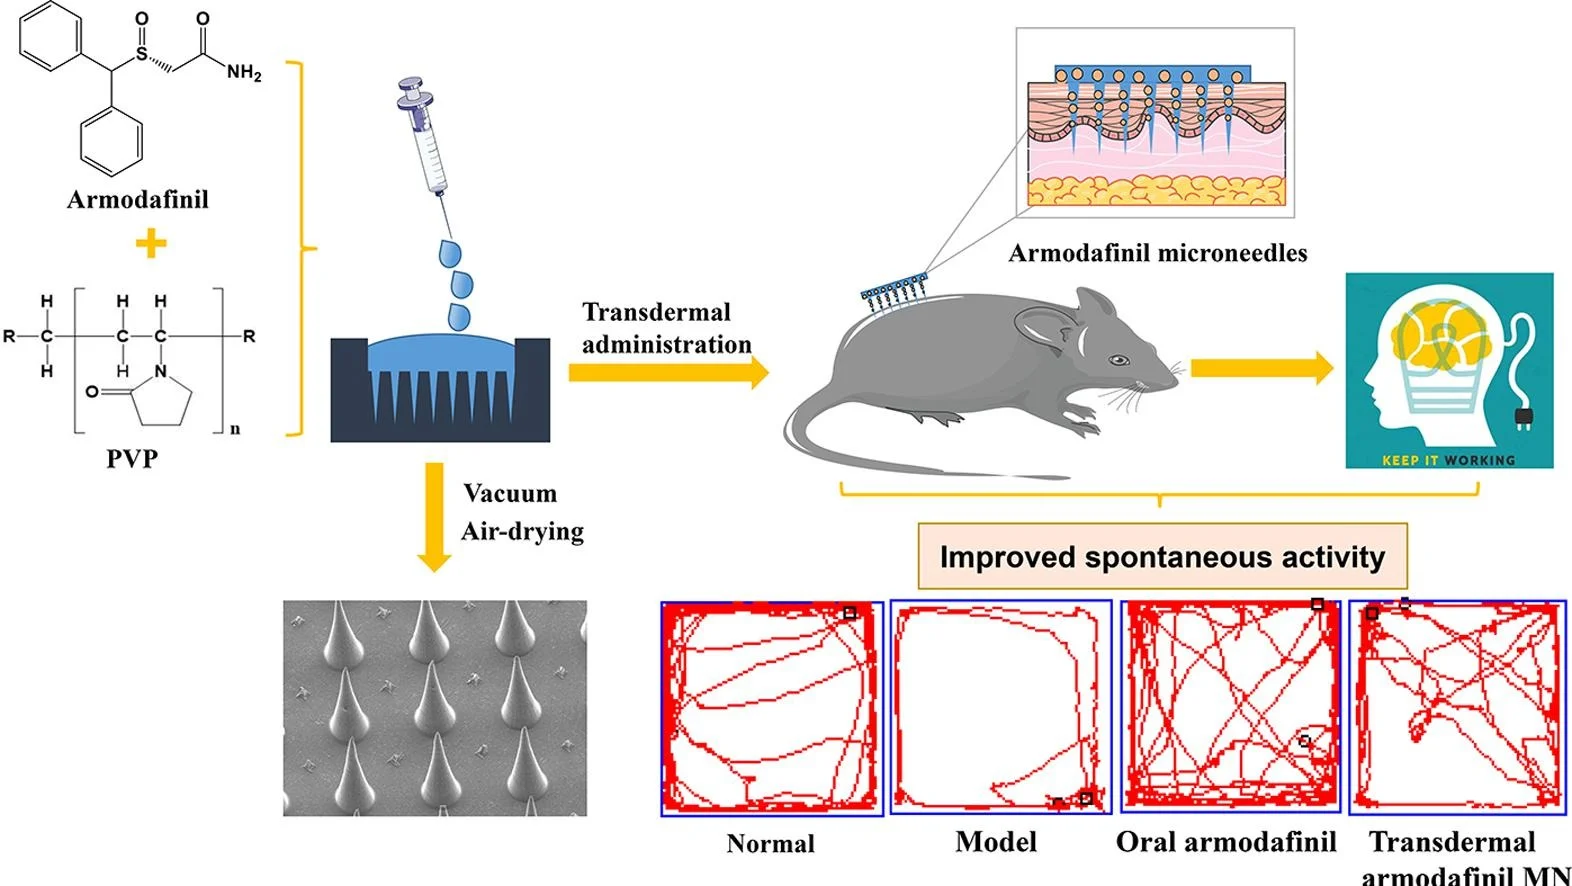 O
O
S
NH2
Armodafinil
+
H
H
H
R
C
C
C
R
H
H
N
O
n
PVP
Transdermal
administration
Vacuum
Air-drying
Armodafinil microneedles
KEEP IT WORKING
Improved spontaneous activity
Normal
Model
Oral armodafinil
Transdermal
armodafinil MN